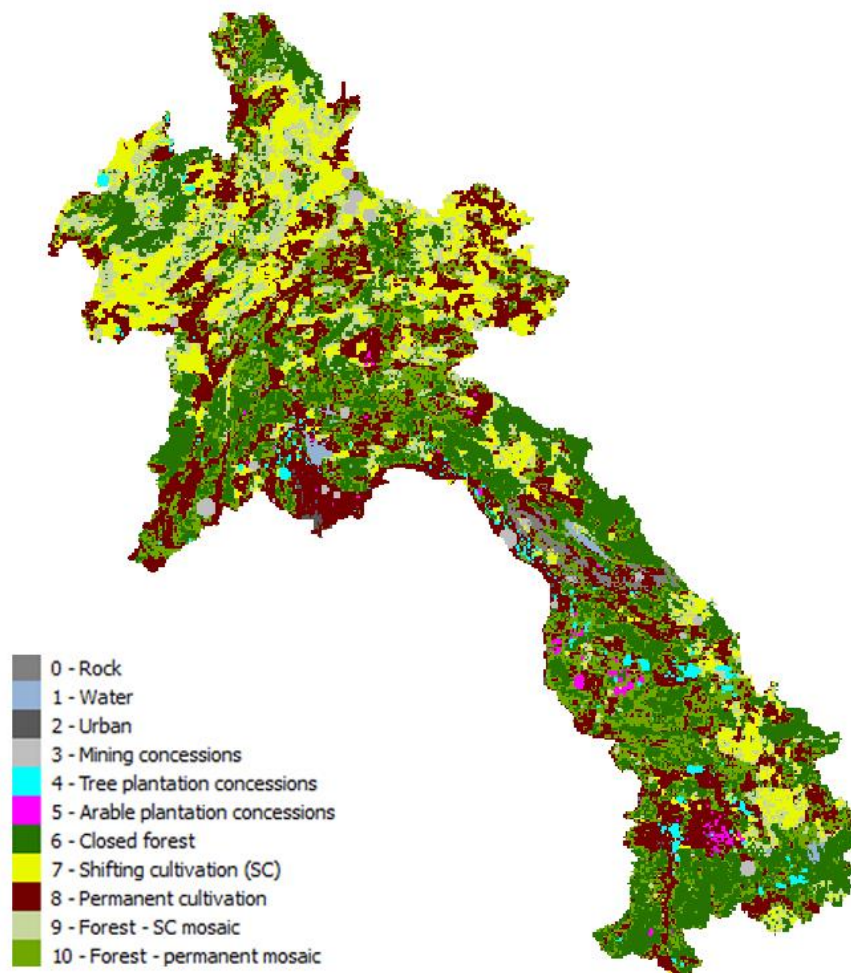 0 - Rock
1 - Water
2 - Urban
3 - Mining concessions
4 - Tree plantation concessions
5 - Arable plantation concessions
6 - Closed forest
7 - Shifting cultivation (SC)
8 - Permanent cultivation
9 - Forest - SC mosaic
10 - Forest - permanent mosaic